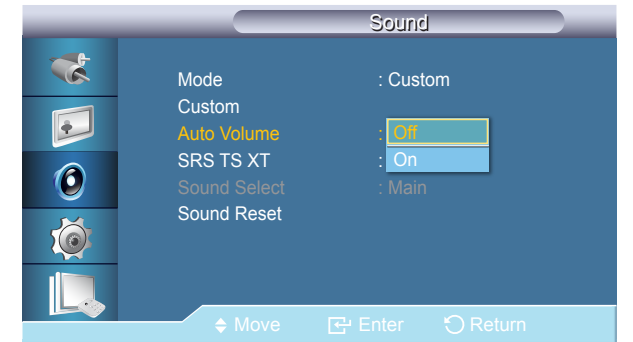 Sound
Mode : Custom
Custom
Auto Volume : Off
SRS TS XT : On
Sound Select : Main
Sound Reset
Move Enter Return